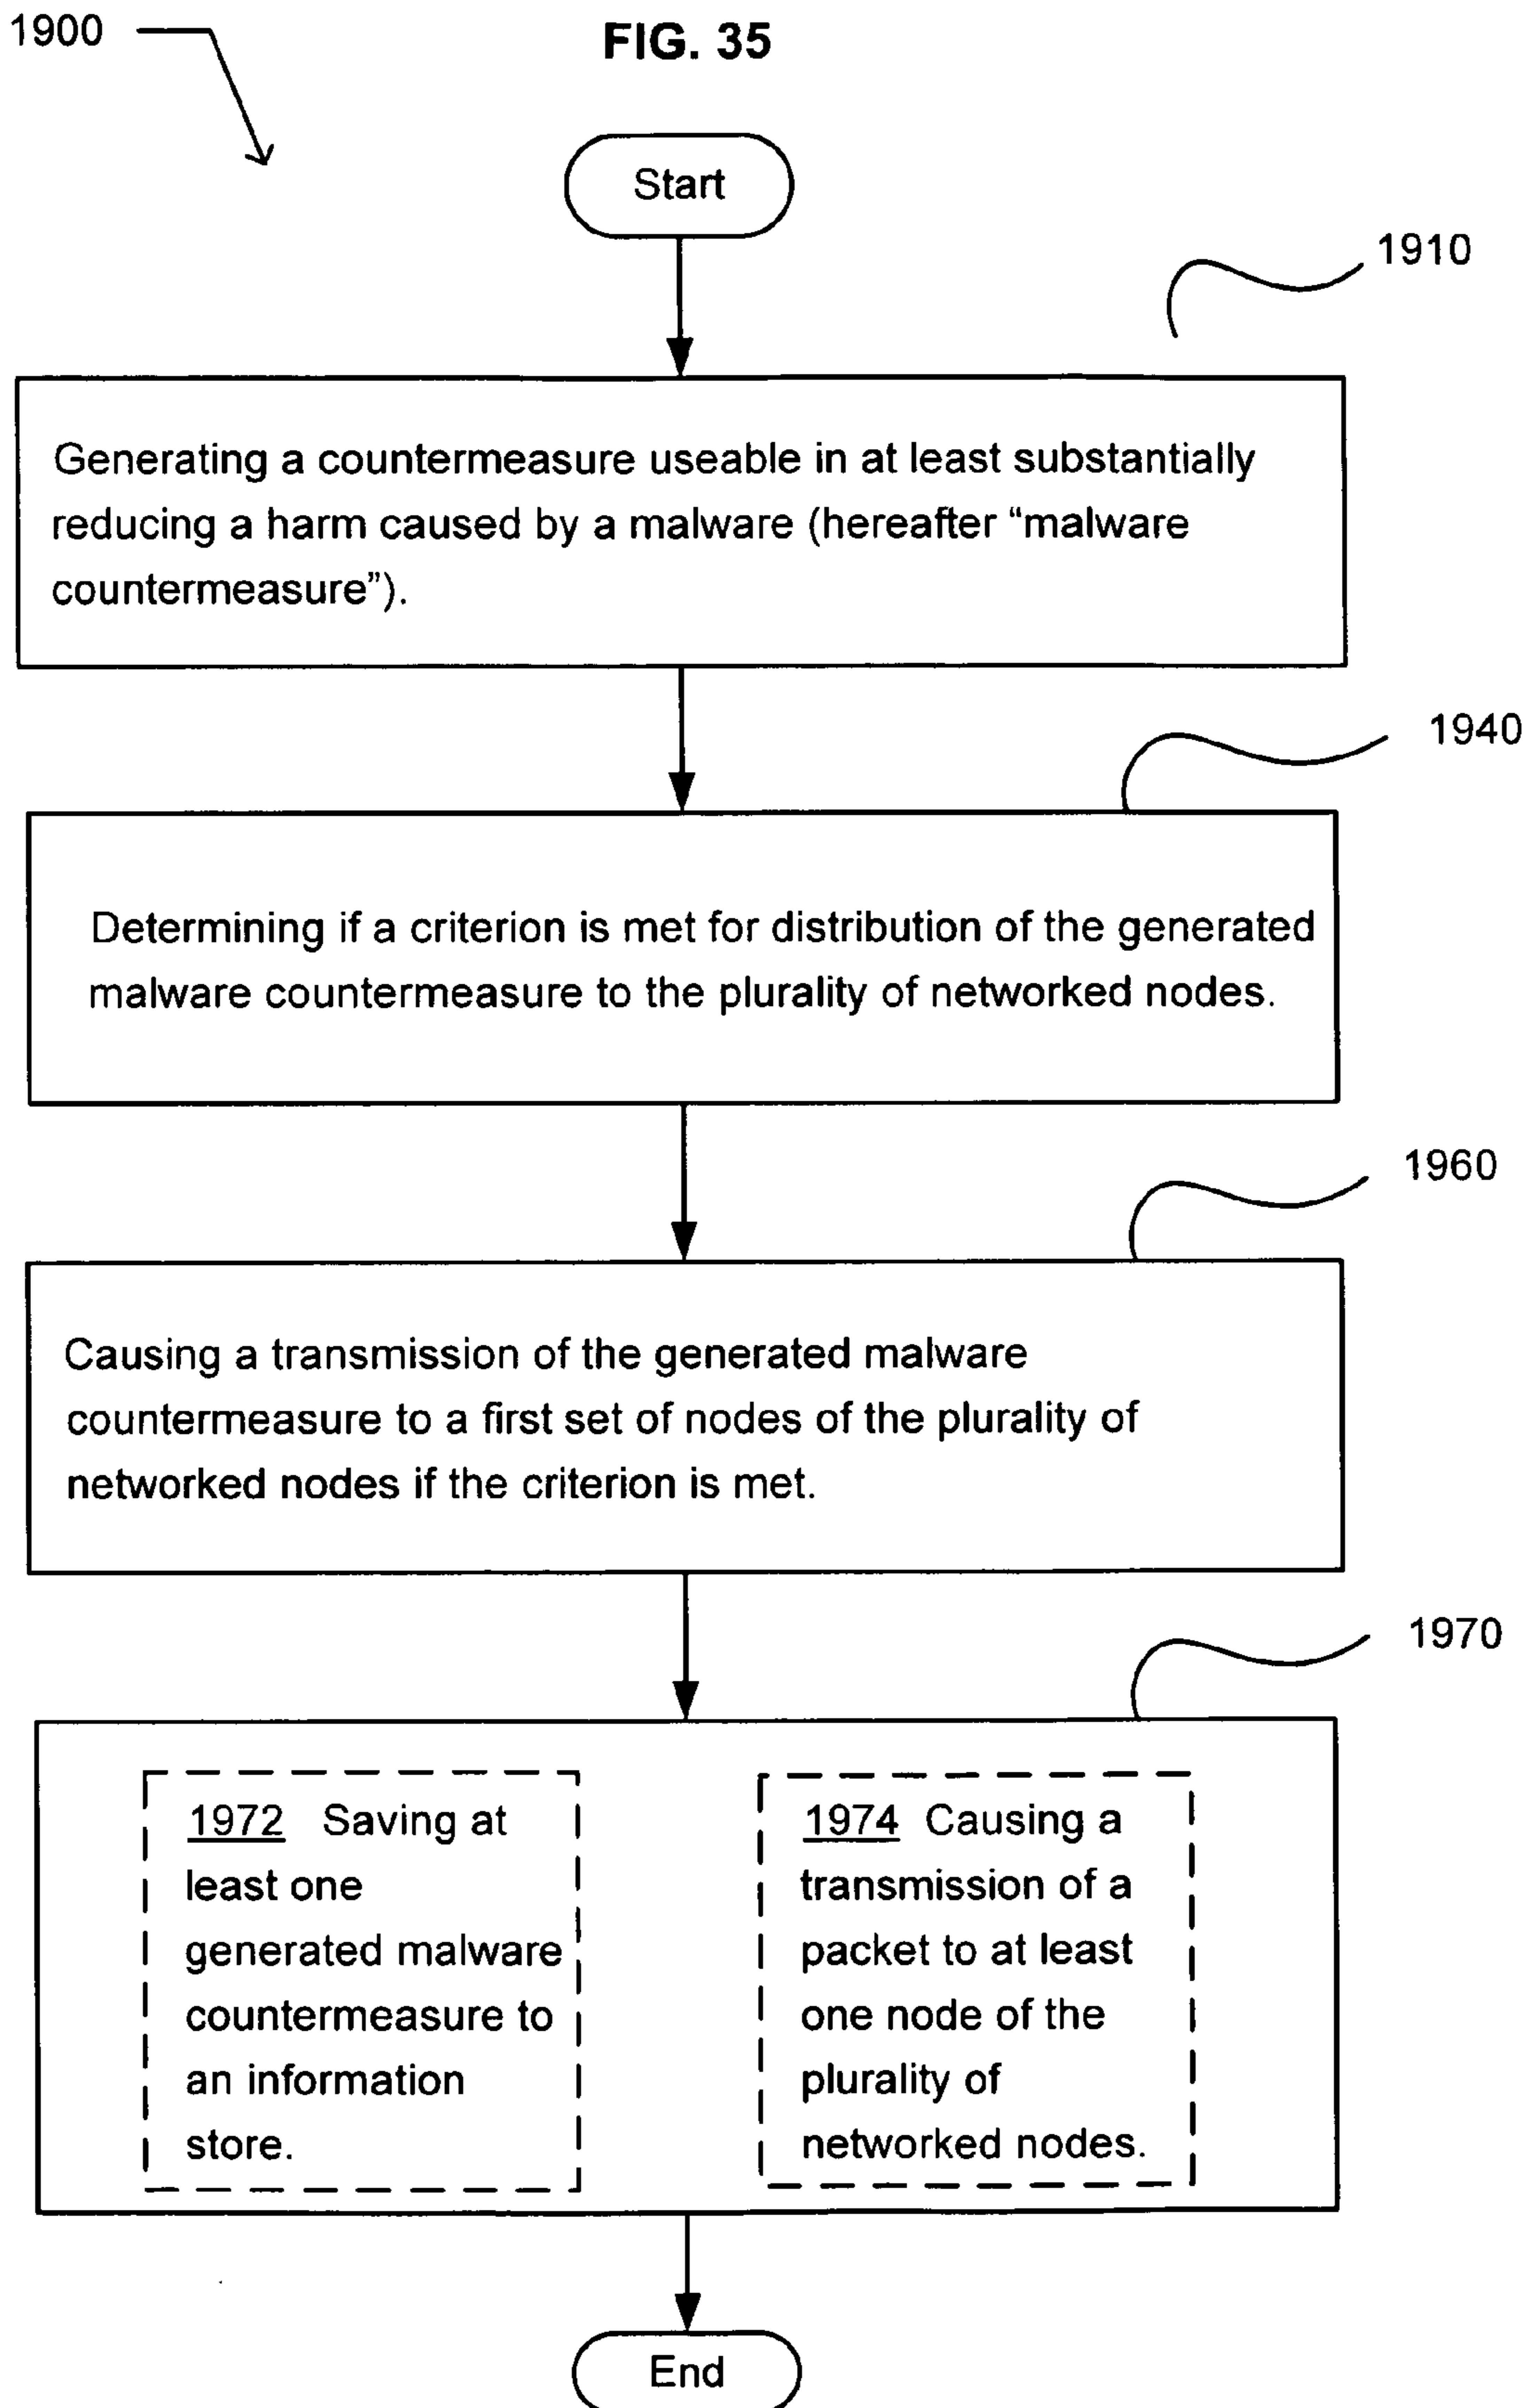 1900
FIG. 35
Start
1910
Generating a countermeasure useable in at least substantially
reducing a harm caused by a malware (hereafter “malware
countermeasure”).
1940
Determining if a criterion is met for distribution of the generated
malware countermeasure to the plurality of networked nodes.
1960
Causing a transmission of the generated malware
countermeasure to a first set of nodes of the plurality of
networked nodes if the criterion is met.
1970
1972 Saving at
least one
generated malware
countermeasure to
an information
store.
1974 Causing a
transmission of a
packet to at least
one node of the
plurality of
networked nodes.
End